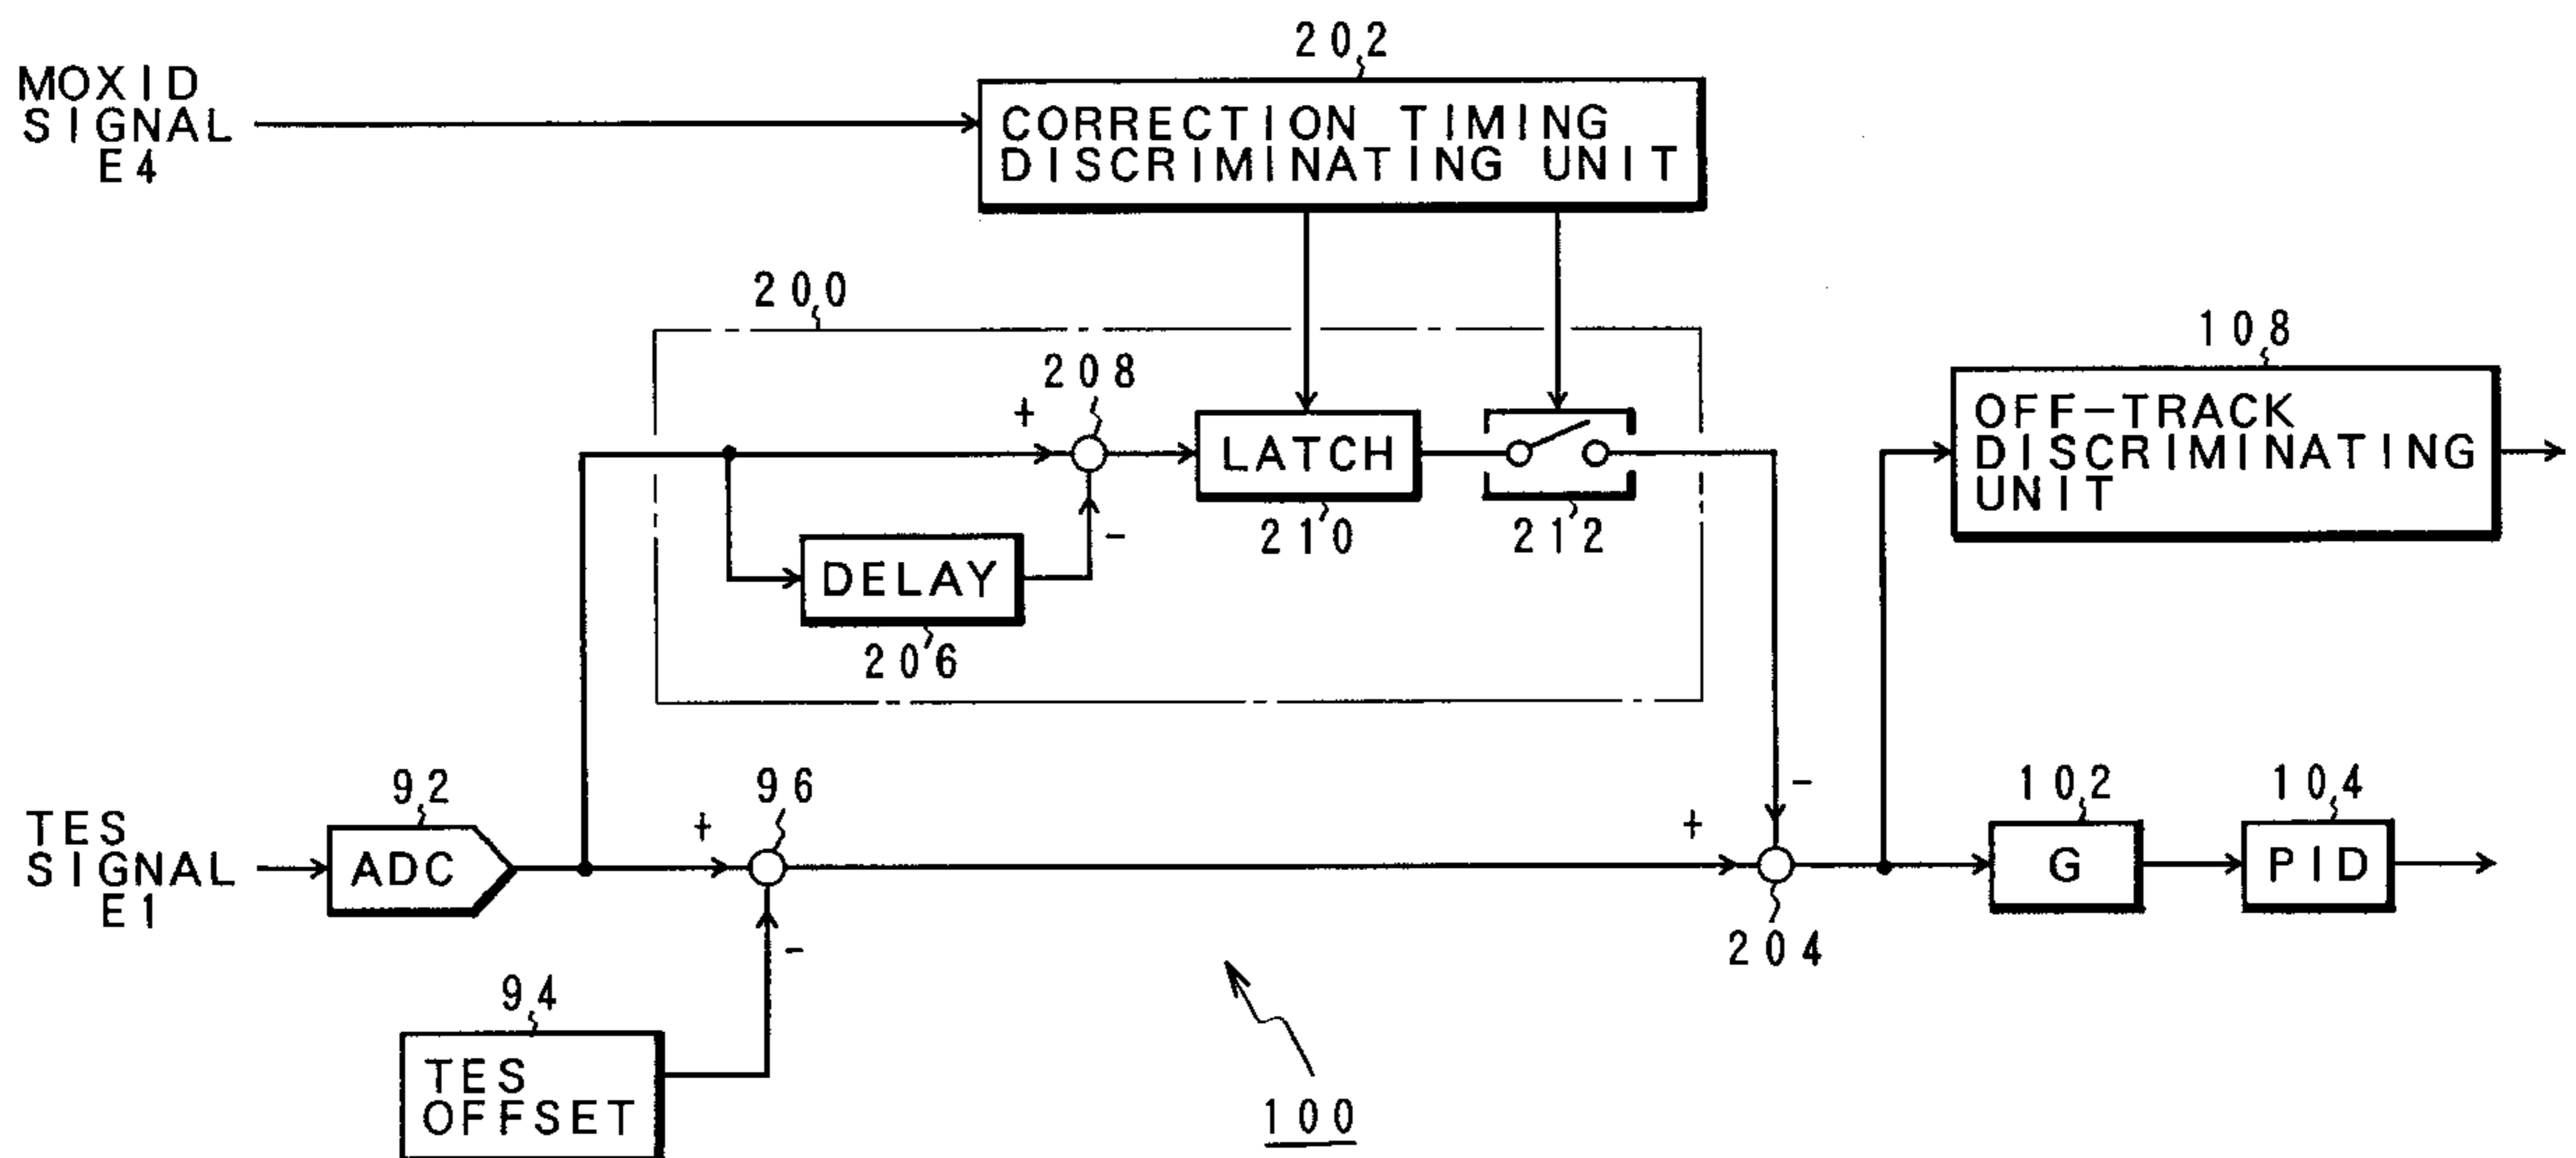 202
MOXID
SIGNAL
E4
CORRECTION TIMING
DISCRIMINATING UNIT
200
208
108
+
LATCH
OFF-TRACK
DISCRIMINATING
UNIT
-
210
212
DELAY
206
92
96
102
104
TES
SIGNAL
E1
ADC
+
+
-
G
PID
204
-
94
TES
OFFSET
100